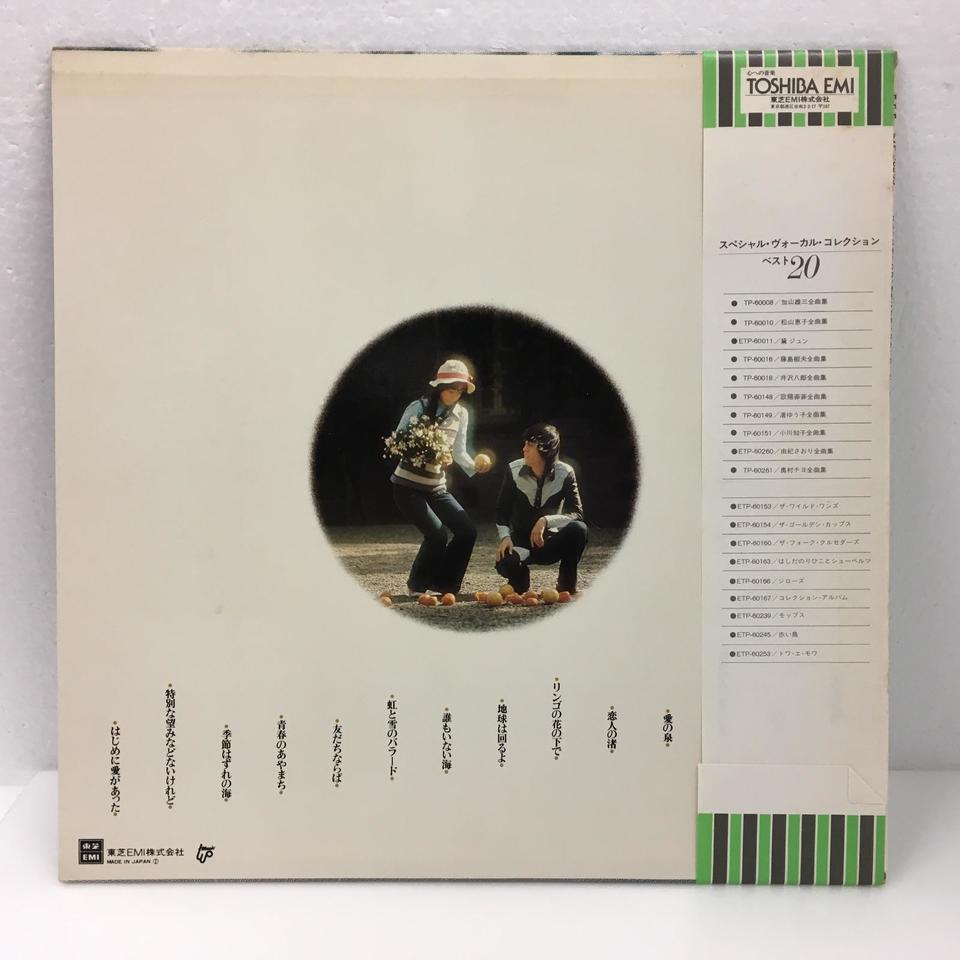 心への音楽
TOSHIBA EMI
東芝EMI株式会社
スペシャル・ヴォーカル・コレクション
ベスト20
●TP-60008／加山雄三全曲集
●TP-60010／松山恵子全曲集
●ETP-60011／黛ジュン
●TP-60016／藤島桓夫全曲集
●TP-60018／井沢八郎全曲集
●TP-60148／欧陽菲菲全曲集
●TP-60149／渚ゆう子全曲集
●TP-60151／小川知子全曲集
●ETP-60260／由紀さおり全曲集
●TP-60261／奥村チヨ全曲集
●ETP-60153／ザ・ワイルド・ワンズ
●ETP-60154／ザ・ゴールデン・カップス
●ETP-60160／ザ・フォーク・クルセダーズ
●ETP-60163／はしだのりひことシューベルツ
●ETP-60166／ジローズ
●ETP-60167／コレクション・アルバム
●ETP-60239／モップス
●ETP-60245／赤い鳥
●ETP-60253／トワ・エ・モワ
•愛の泉•
•恋人の渚•
•リンゴの花の下で•
•地球は回るよ•
•誰もいない海•
•虹と雪のバラード•
•友だちならば•
•青春のあやまち•
•季節はずれの海•
•特別な望みなどないけれど•
•はじめに愛があった•
東芝
EMI
東芝EMI株式会社
MADE IN JAPAN